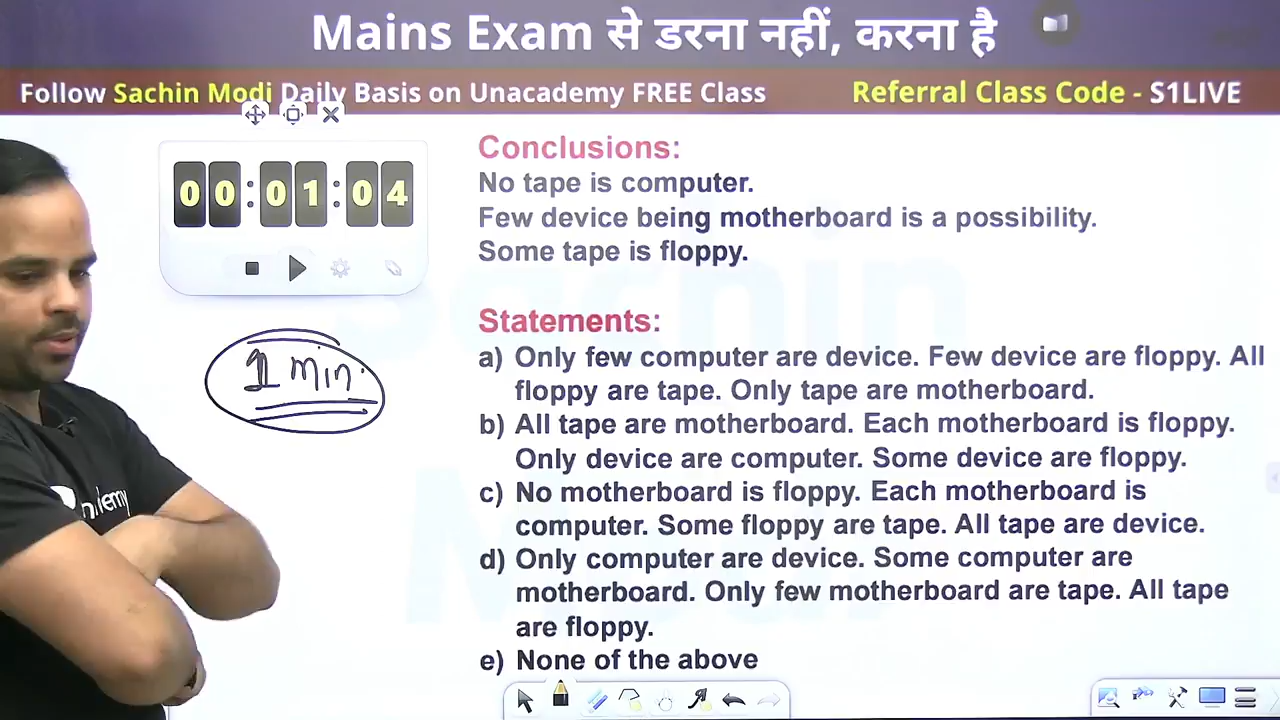 Mains Exam से डरना नहीं, करना है
Follow Sachin Modi Daily Basis on Unacademy FREE Class
Referral Class Code - S1LIVE
00:01:04
1 min
Conclusions:
No tape is computer.
Few device being motherboard is a possibility.
Some tape is floppy.
Statements:
a) Only few computer are device. Few device are floppy. All
floppy are tape. Only tape are motherboard.
b) All tape are motherboard. Each motherboard is floppy.
Only device are computer. Some device are floppy.
c) No motherboard is floppy. Each motherboard is
computer. Some floppy are tape. All tape are device.
d) Only computer are device. Some computer are
motherboard. Only few motherboard are tape. All tape
are floppy.
e) None of the above